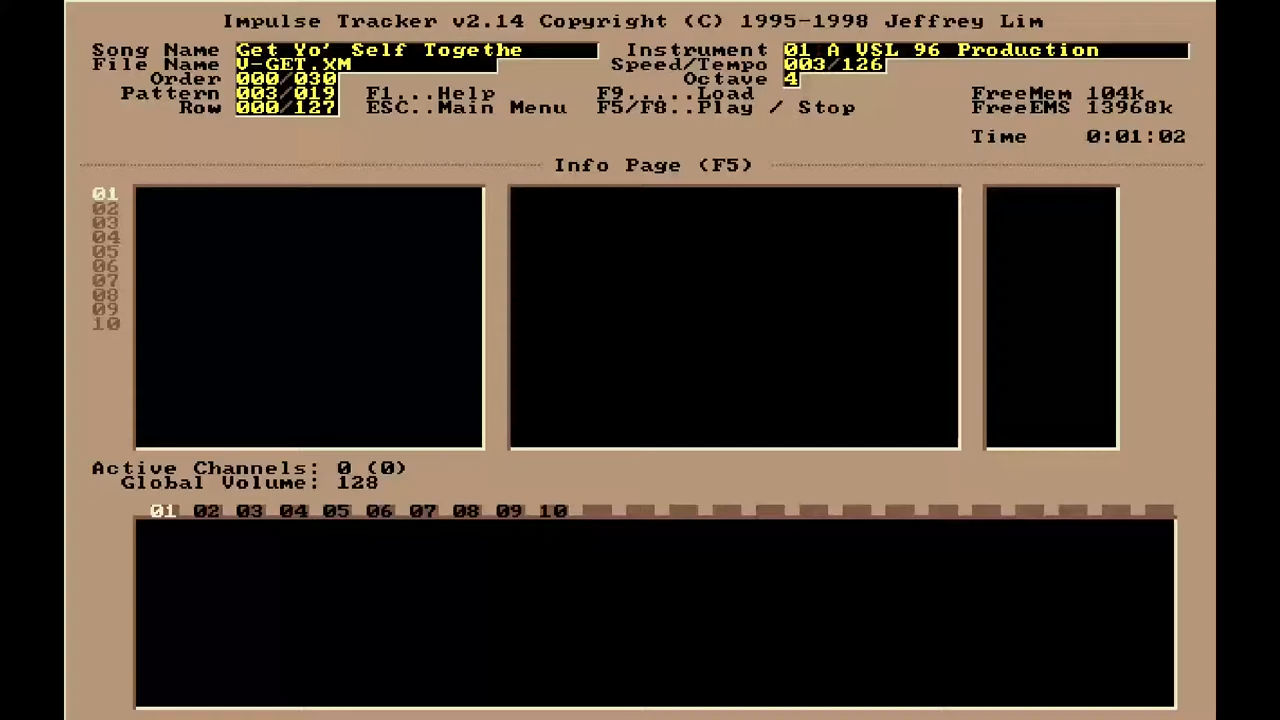 Impulse Tracker v2.14 Copyright (C) 1995-1998 Jeffrey Lim
Song Name Get Yo' Self Togethe Instrument 01 A VSL 96 Production
File Name V-GET.XM Speed/Tempo 003/126
Order 000/030 Octave 4
Pattern 003/019 F1...Help F9.....Load FreeMem 104k
Row 000/127 ESC..Main Menu F5/F8..Play / Stop FreeEMS 13968k
Time 0:01:02
Info Page (F5)
01
02
03
04
05
06
07
08
09
10
Active Channels: 0 (0)
Global Volume: 128
01 02 03 04 05 06 07 08 09 10